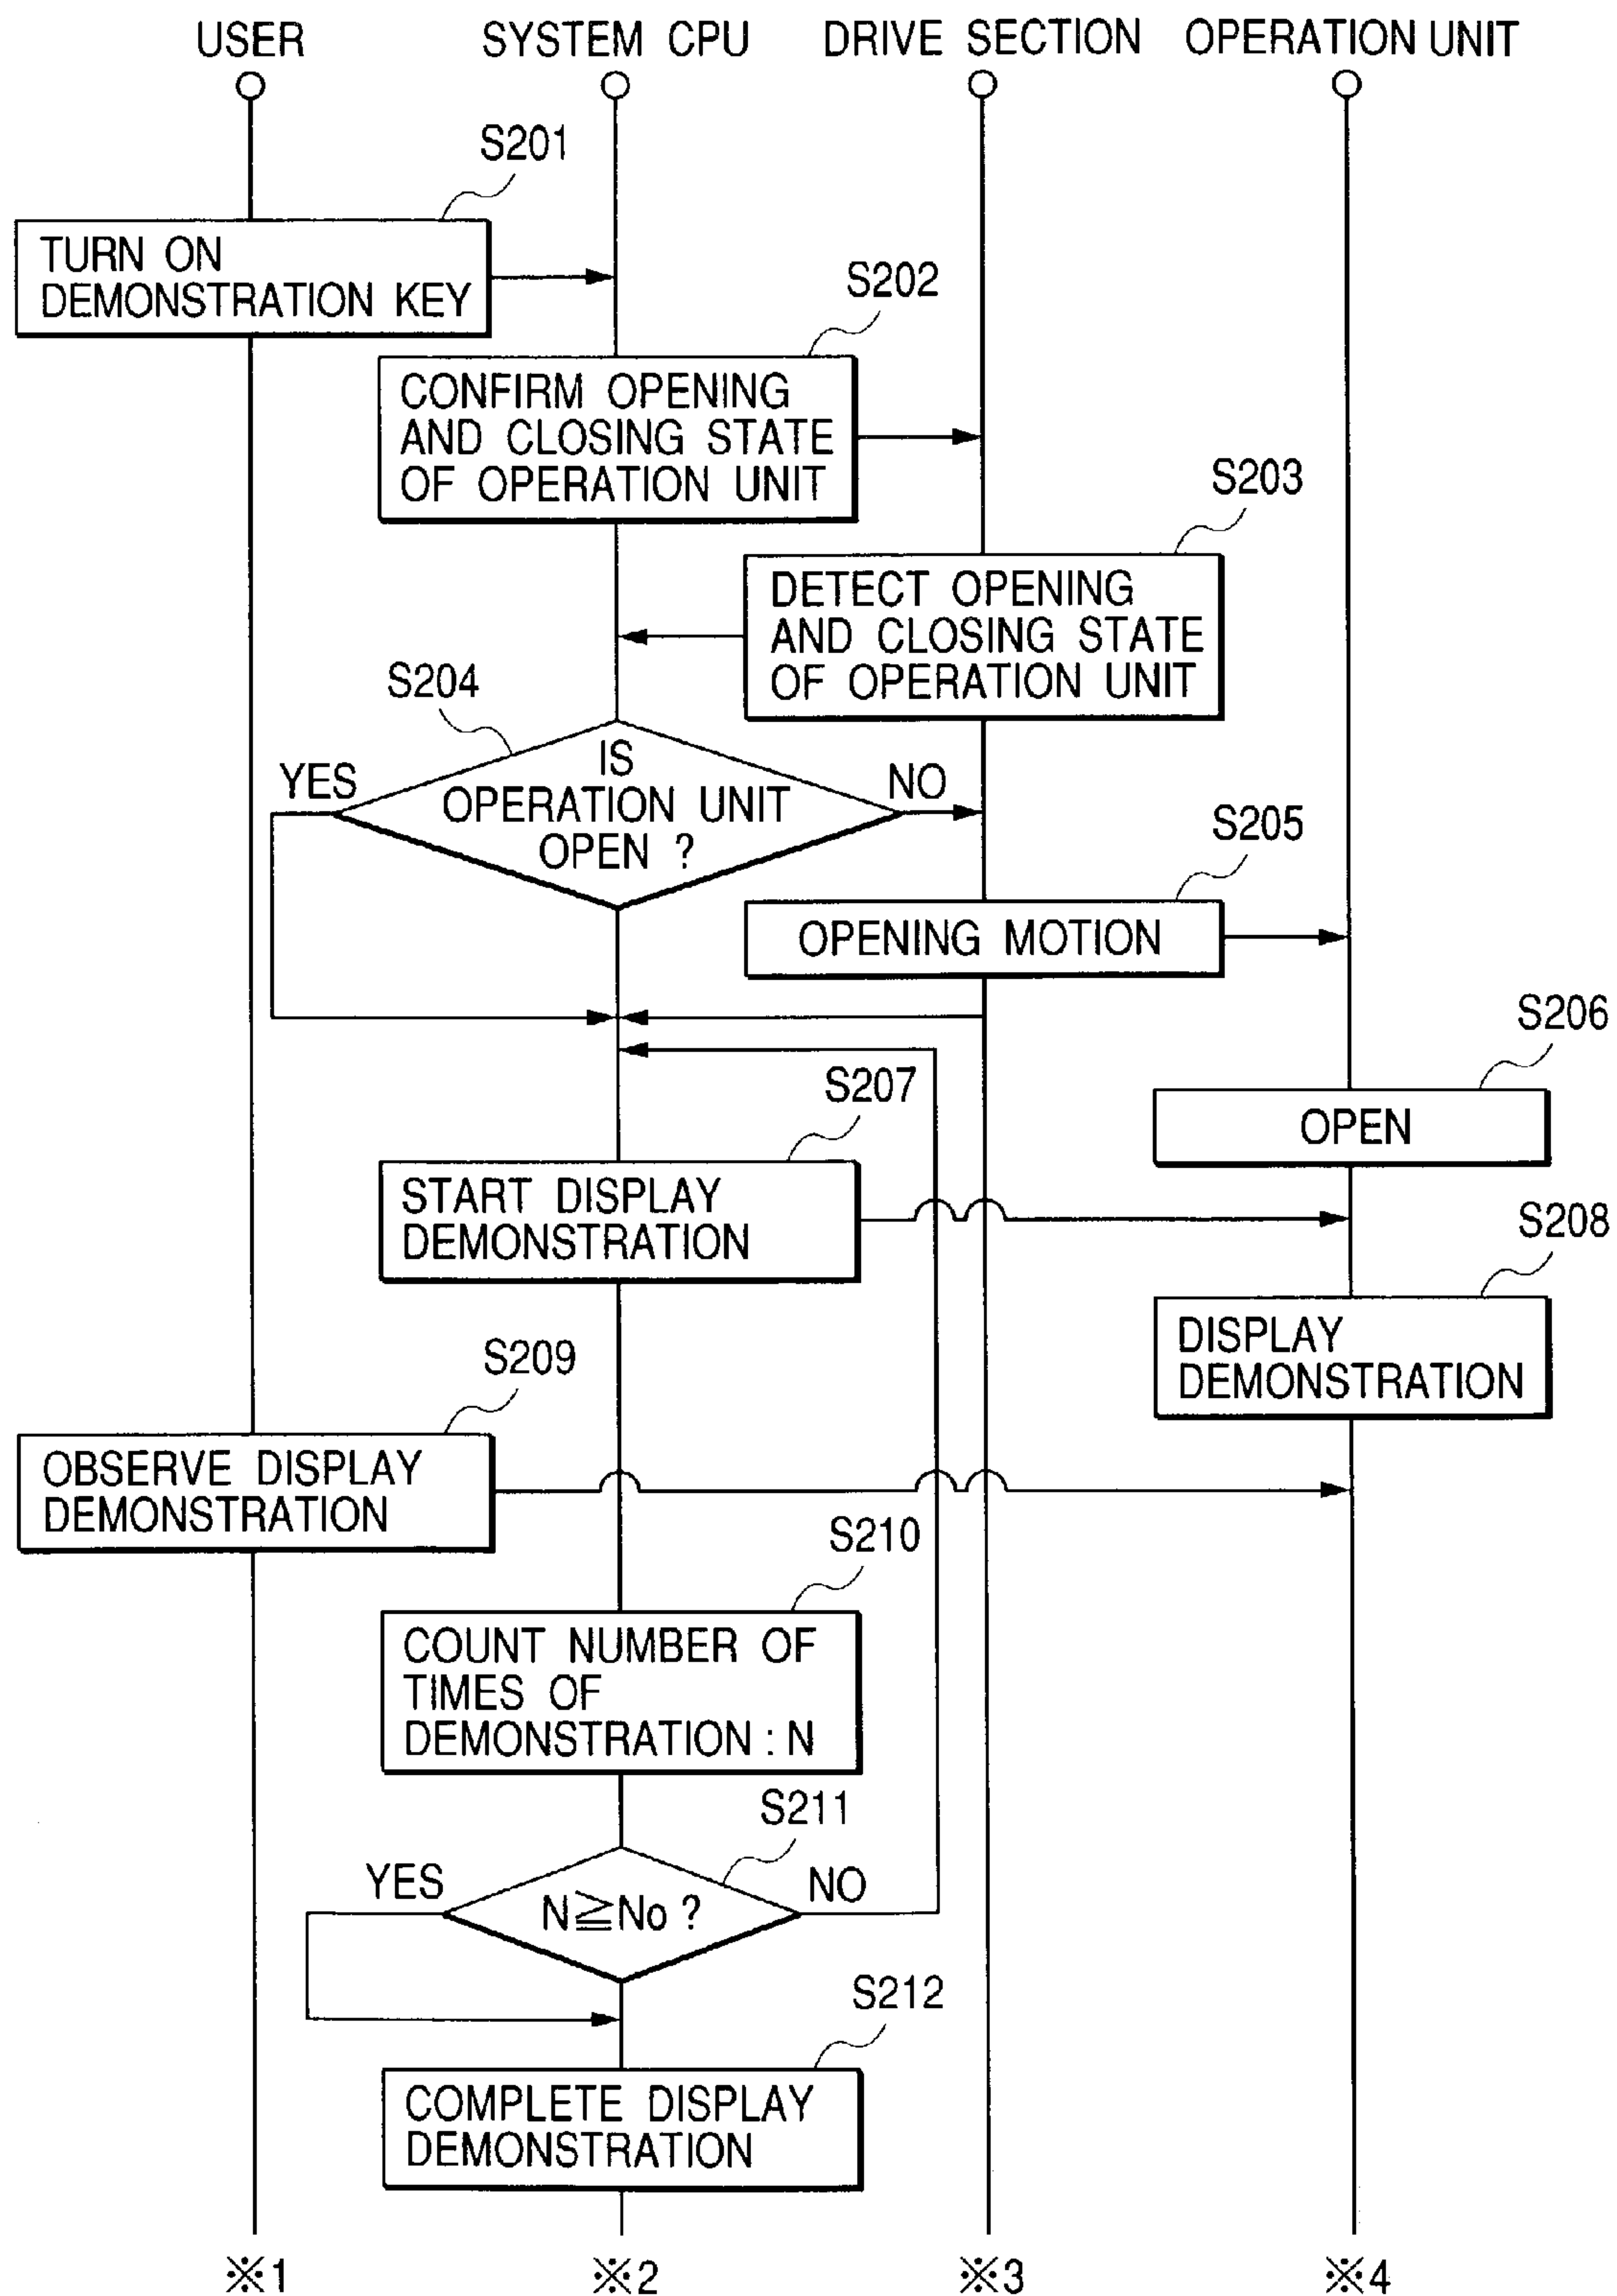 USER
SYSTEM CPU
DRIVE SECTION
OPERATION UNIT
S201
TURN ON
DEMONSTRATION KEY
S202
CONFIRM OPENING
AND CLOSING STATE
OF OPERATION UNIT
S203
DETECT OPENING
AND CLOSING STATE
OF OPERATION UNIT
S204
IS
OPERATION UNIT
OPEN ?
YES
NO
S205
OPENING MOTION
S206
OPEN
S207
START DISPLAY
DEMONSTRATION
S208
DISPLAY
DEMONSTRATION
S209
OBSERVE DISPLAY
DEMONSTRATION
S210
COUNT NUMBER OF
TIMES OF
DEMONSTRATION : N
S211
YES
N≧No ?
NO
S212
COMPLETE DISPLAY
DEMONSTRATION
※1
※2
※3
※4